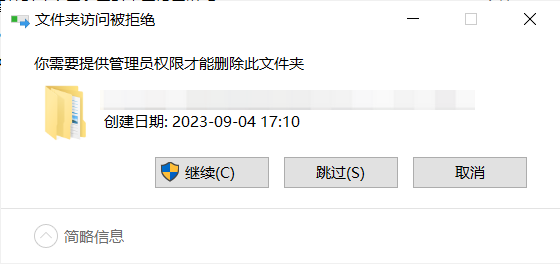 文件夹访问被拒绝
你需要提供管理员权限才能删除此文件夹
创建日期: 2023-09-04 17:10
继续(C)
跳过(S)
取消
简略信息